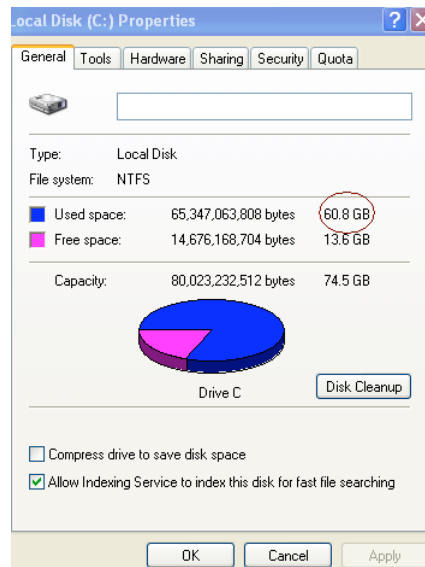 ocal Disk (C:) Properties
General Tools Hardware Sharing Security Quota
Type: Local Disk
File system: NTFS
Used space: 65,347,063,808 bytes 60.8 GB
Free space: 14,676,168,704 bytes 13.6 GB
Capacity: 80,023,232,512 bytes 74.5 GB
Drive C
Disk Cleanup
Compress drive to save disk space
Allow Indexing Service to index this disk for fast file searching
OK Cancel Apply